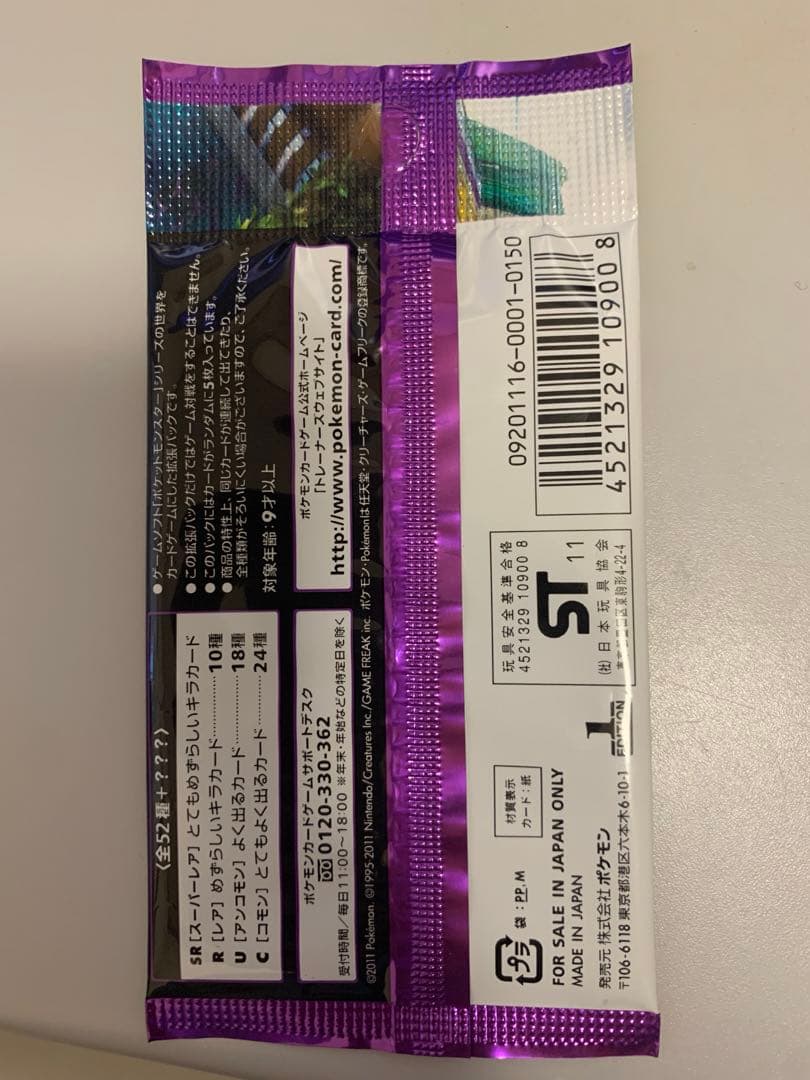 〈全52種+???〉
SR[スーパーレア]とてもめずらしいキラカード
R[レア]めずらしいキラカード…………10種
U[アンコモン]よく出るカード…………18種
C[コモン]とてもよく出るカード…………24種
●ゲームソフト「ポケットモンスター」シリーズの世界を
カードゲームにした拡張パックです。
●この拡張パックだけではゲーム対戦をすることはできません。
●このパックにはカードがランダムに5枚入っています。
●商品の特性上、同じカードが連続して出てきたり、
全種類がそろいにくい場合がございますので、ご了承ください。
対象年齢:9才以上
ポケモンカードゲームサポートデスク
0120-330-362
受付時間/毎日11:00~18:00 ※年末・年始などの特定日を除く
ポケモンカードゲーム公式ホームページ
「トレーナーズウェブサイト」
http://www.pokemon-card.com/
©2011 Pokémon. ©1995-2011 Nintendo/Creatures Inc./GAME FREAK inc. ポケモン・Pokémonは任天堂・クリーチャーズ・ゲームフリークの登録商標です。
プラ
袋:PP,M
材質表示
カード:紙
FOR SALE IN JAPAN ONLY
MADE IN JAPAN
発売元 株式会社ポケモン
〒106-6118 東京都港区六本木6-10-1
1
EDITION
玩具安全基準合格
4521329 10900 8
ST 11
(社)日本玩具協会
09201116-0001-0150
4521329 10900 8